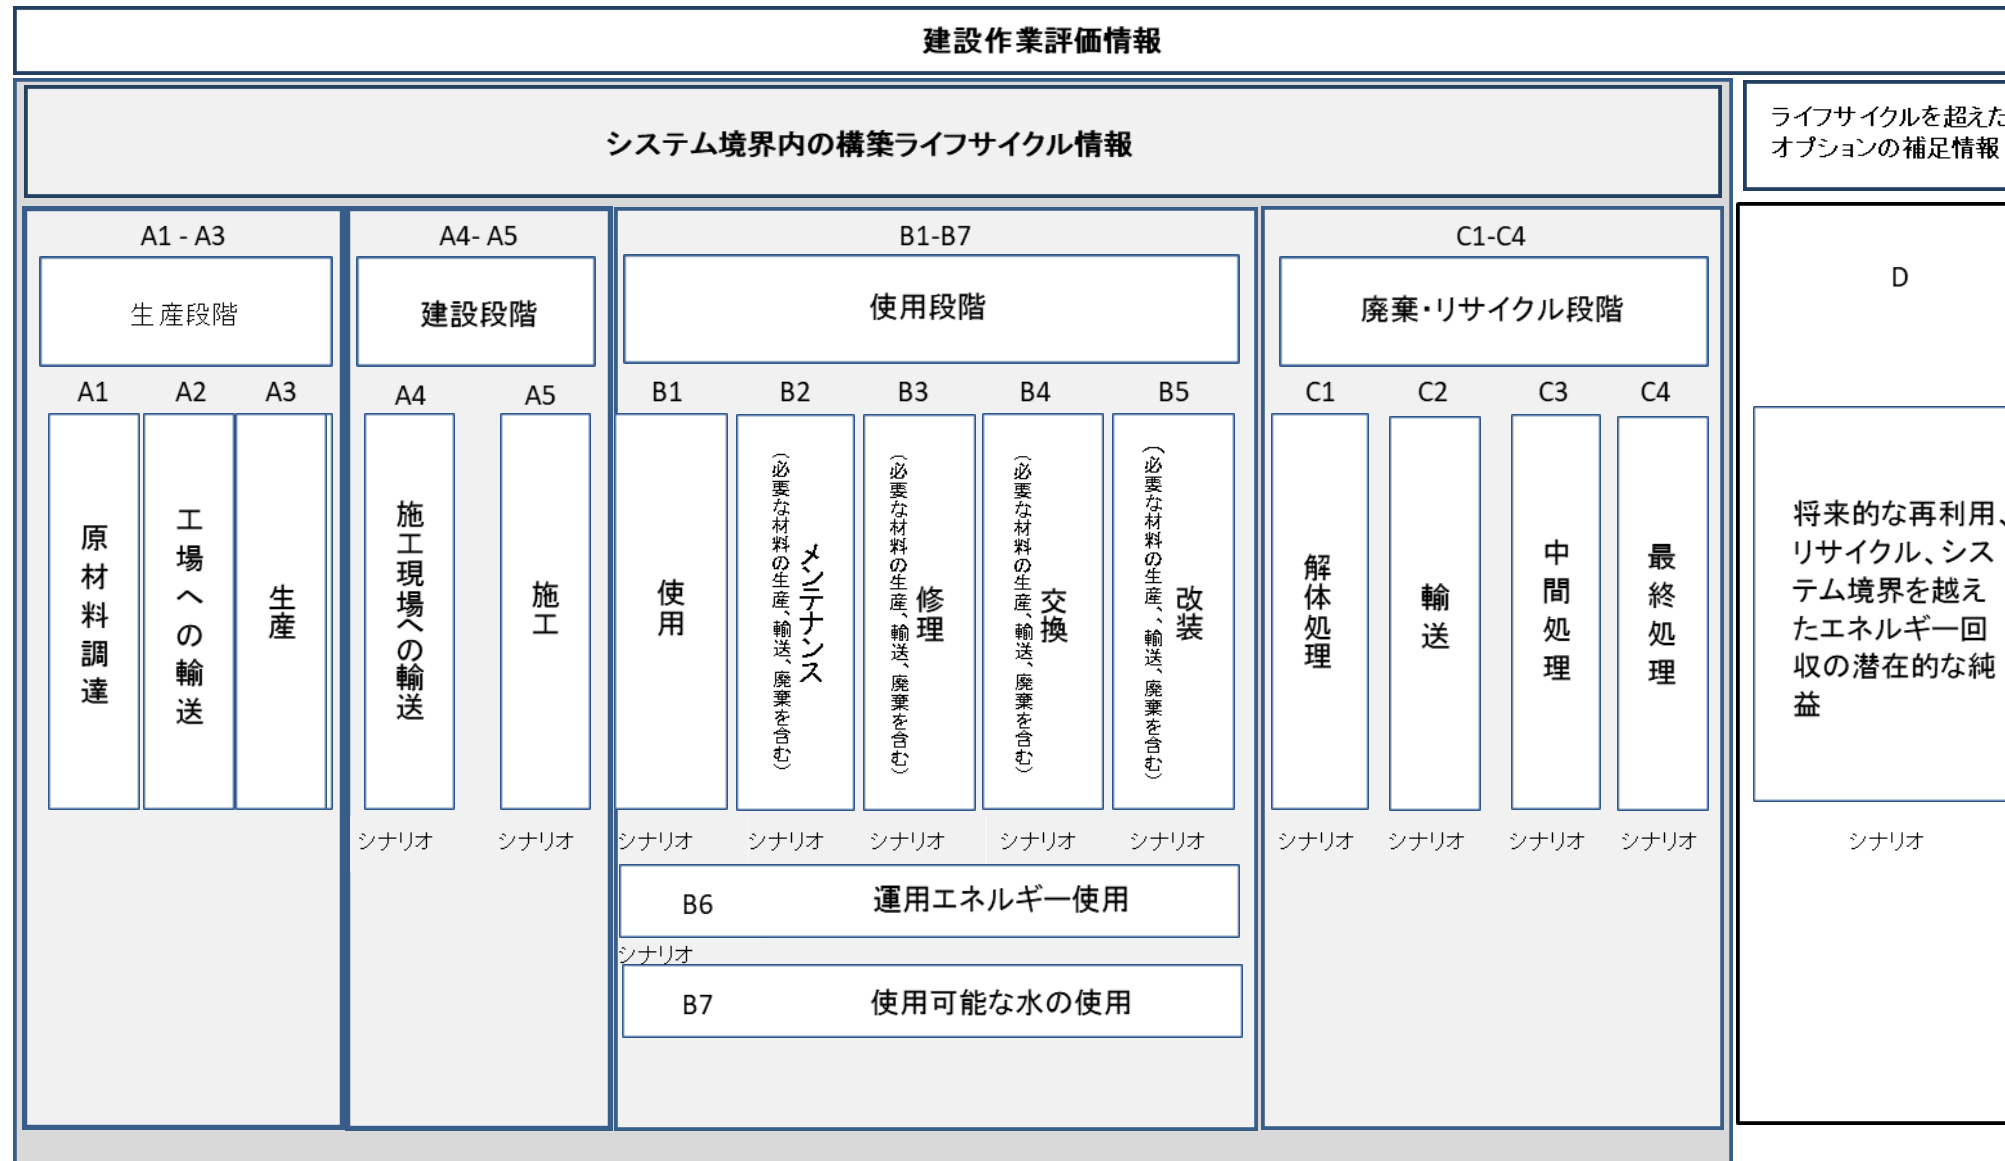 建設作業評価情報
システム境界内の構築ライフサイクル情報
ライフサイクルを超えた
オプションの補足情報
A1 - A3
生産段階
A1
A2
A3
原材料調達
工場への輸送
生産
A4- A5
建設段階
A4
A5
施工現場への輸送
施工
シナリオ
シナリオ
B1-B7
使用段階
B1
B2
B3
B4
B5
使用
メンテナンス
(必要な材料の生産、輸送、廃棄を含む)
修理
(必要な材料の生産、輸送、廃棄を含む)
交換
(必要な材料の生産、輸送、廃棄を含む)
改装
(必要な材料の生産、輸送、廃棄を含む)
シナリオ
シナリオ
シナリオ
シナリオ
シナリオ
B6
運用エネルギー使用
シナリオ
B7
使用可能な水の使用
C1-C4
廃棄・リサイクル段階
C1
C2
C3
C4
解体処理
輸送
中間処理
最終処理
シナリオ
シナリオ
シナリオ
シナリオ
D
将来的な再利用、
リサイクル、シス
テム境界を越え
たエネルギー回
収の潜在的な純
益
シナリオ